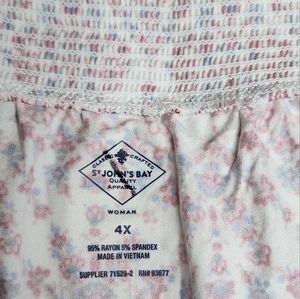 CLASSIC CRAFTED
ST JOHN'S BAY
QUALITY
APPAREL
WOMAN
4X
95% RAYON 5% SPANDEX
MADE IN VIETNAM
SUPPLIER 71529-2 RN# 93677